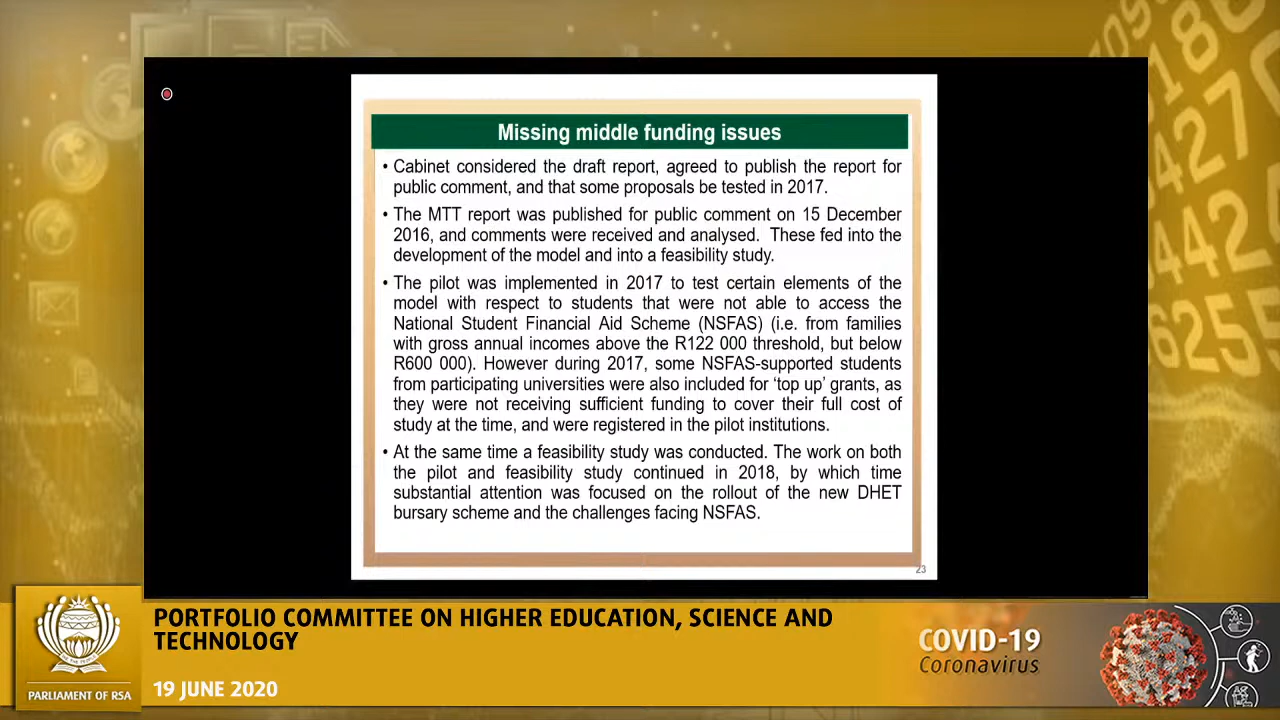 Missing middle funding issues
• Cabinet considered the draft report, agreed to publish the report for
public comment, and that some proposals be tested in 2017.
• The MTT report was published for public comment on 15 December
2016, and comments were received and analysed. These fed into the
development of the model and into a feasibility study.
• The pilot was implemented in 2017 to test certain elements of the
model with respect to students that were not able to access the
National Student Financial Aid Scheme (NSFAS) (i.e. from families
with gross annual incomes above the R122 000 threshold, but below
R600 000). However during 2017, some NSFAS-supported students
from participating universities were also included for ‘top up’ grants, as
they were not receiving sufficient funding to cover their full cost of
study at the time, and were registered in the pilot institutions.
• At the same time a feasibility study was conducted. The work on both
the pilot and feasibility study continued in 2018, by which time
substantial attention was focused on the rollout of the new DHET
bursary scheme and the challenges facing NSFAS.
23
PORTFOLIO COMMITTEE ON HIGHER EDUCATION, SCIENCE AND
TECHNOLOGY
19 JUNE 2020
PARLIAMENT OF RSA
COVID-19
Coronavirus